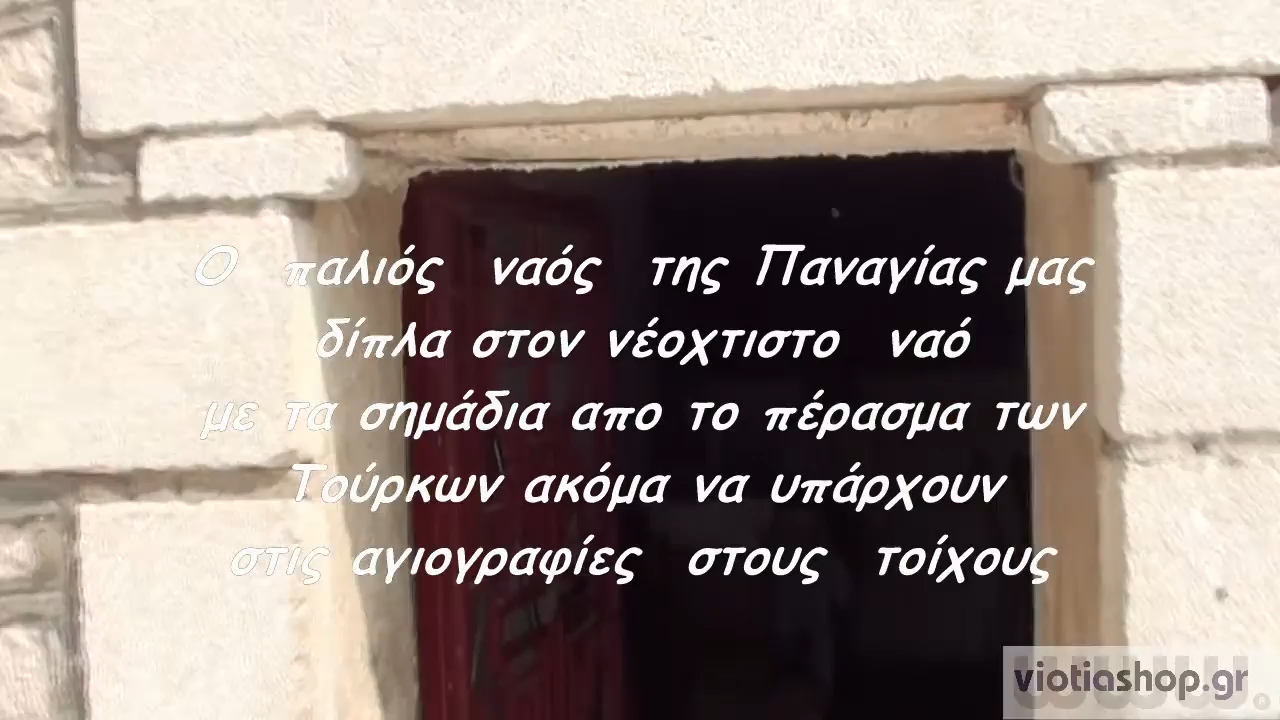 Ο παλιός ναός της Παναγίας μας
δίπλα στον νέοχτιστο ναό
με τα σημάδια απο το πέρασμα των
Τούρκων ακόμα να υπάρχουν
στις αγιογραφίες στους τοίχους
viotiashop.gr